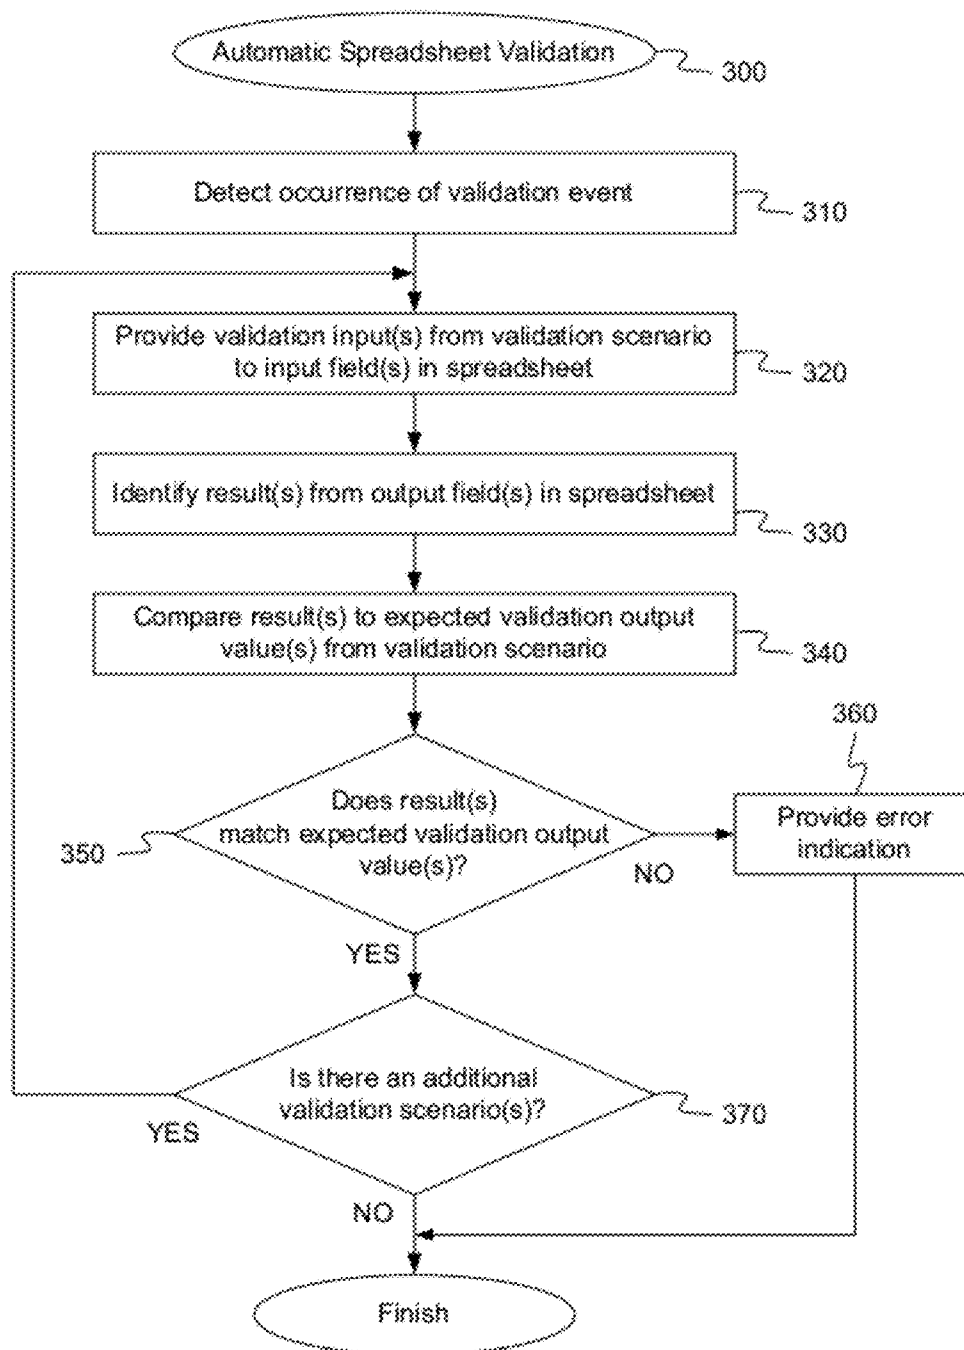 Automatic Spreadsheet Validation
300
Detect occurrence of validation event
310
Provide validation input(s) from validation scenario
to input field(s) in spreadsheet
320
Identify result(s) from output field(s) in spreadsheet
330
Compare result(s) to expected validation output
value(s) from validation scenario
340
360
Does result(s)
match expected validation output
value(s)?
350
NO
Provide error
indication
YES
Is there an additional
validation scenario(s)?
370
YES
NO
Finish